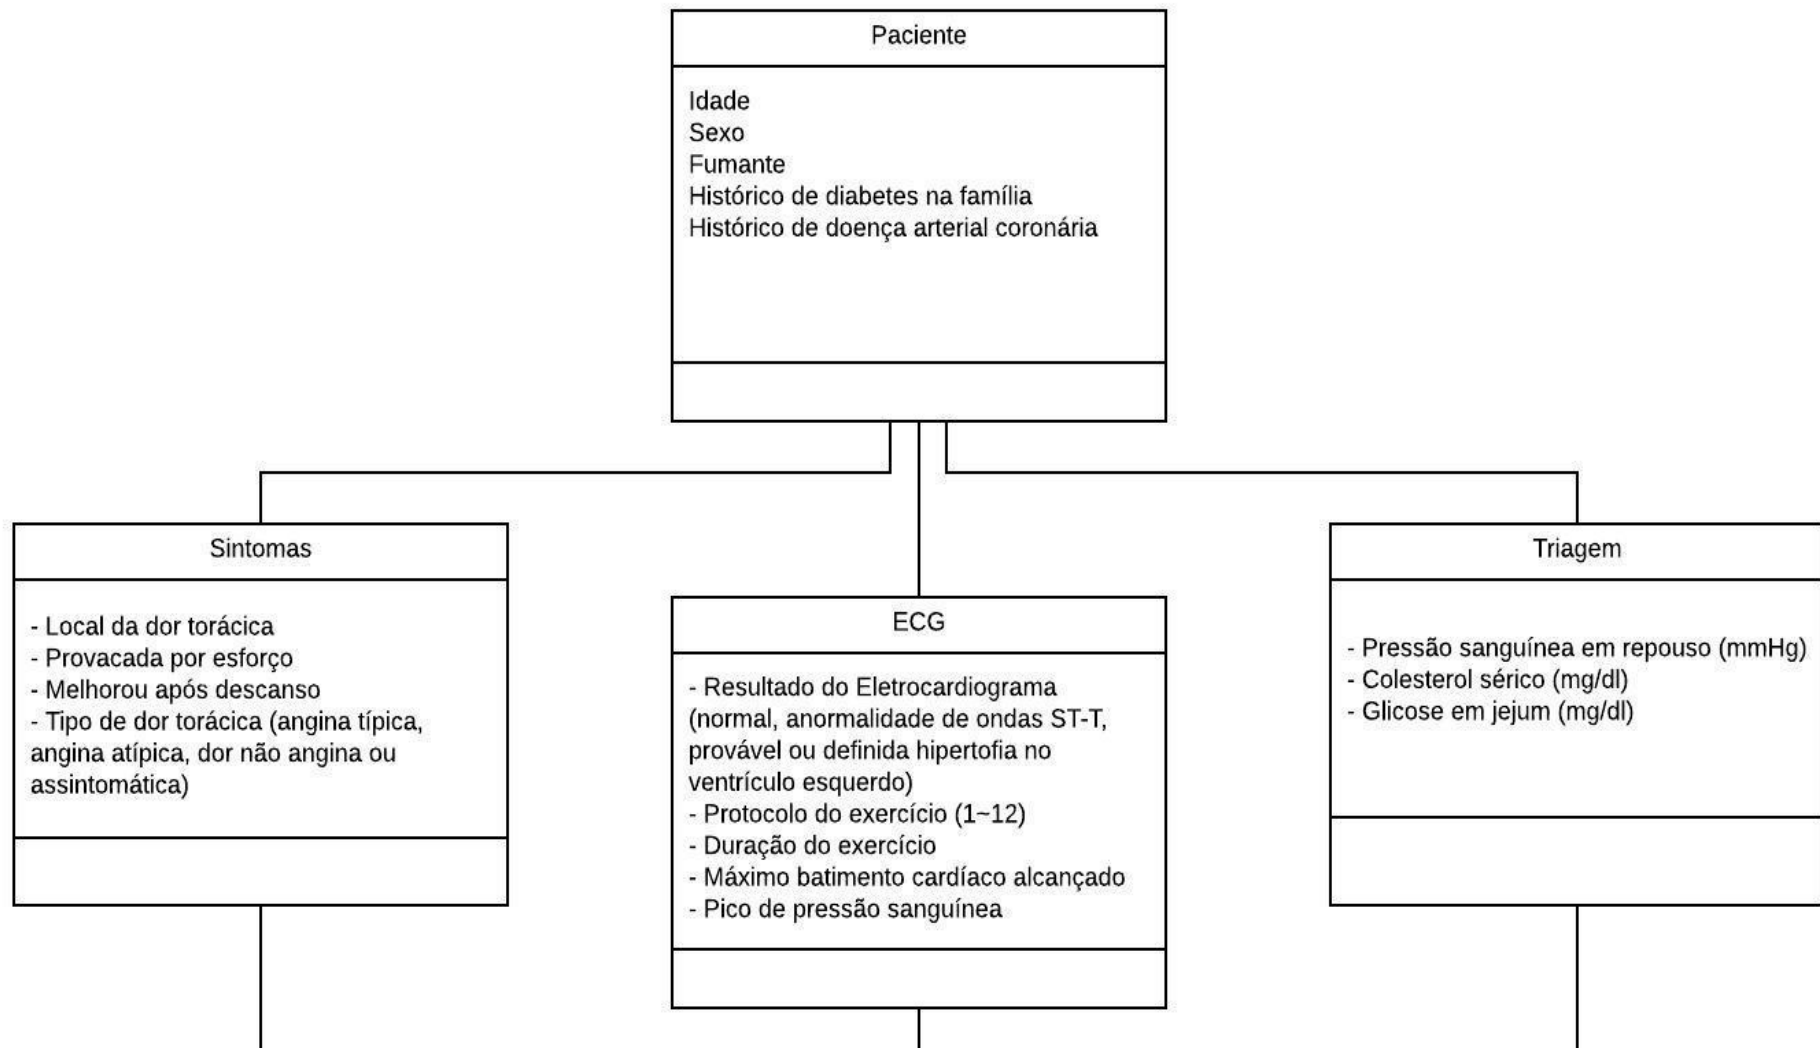 Paciente
Idade
Sexo
Fumante
Histórico de diabetes na família
Histórico de doença arterial coronária
Sintomas
- Local da dor torácica
- Provacada por esforço
- Melhorou após descanso
- Tipo de dor torácica (angina típica,
angina atípica, dor não angina ou
assintomática)
ECG
- Resultado do Eletrocardiograma
(normal, anormalidade de ondas ST-T,
provável ou definida hipertofia no
ventrículo esquerdo)
- Protocolo do exercício (1~12)
- Duração do exercício
- Máximo batimento cardíaco alcançado
- Pico de pressão sanguínea
Triagem
- Pressão sanguínea em repouso (mmHg)
- Colesterol sérico (mg/dl)
- Glicose em jejum (mg/dl)